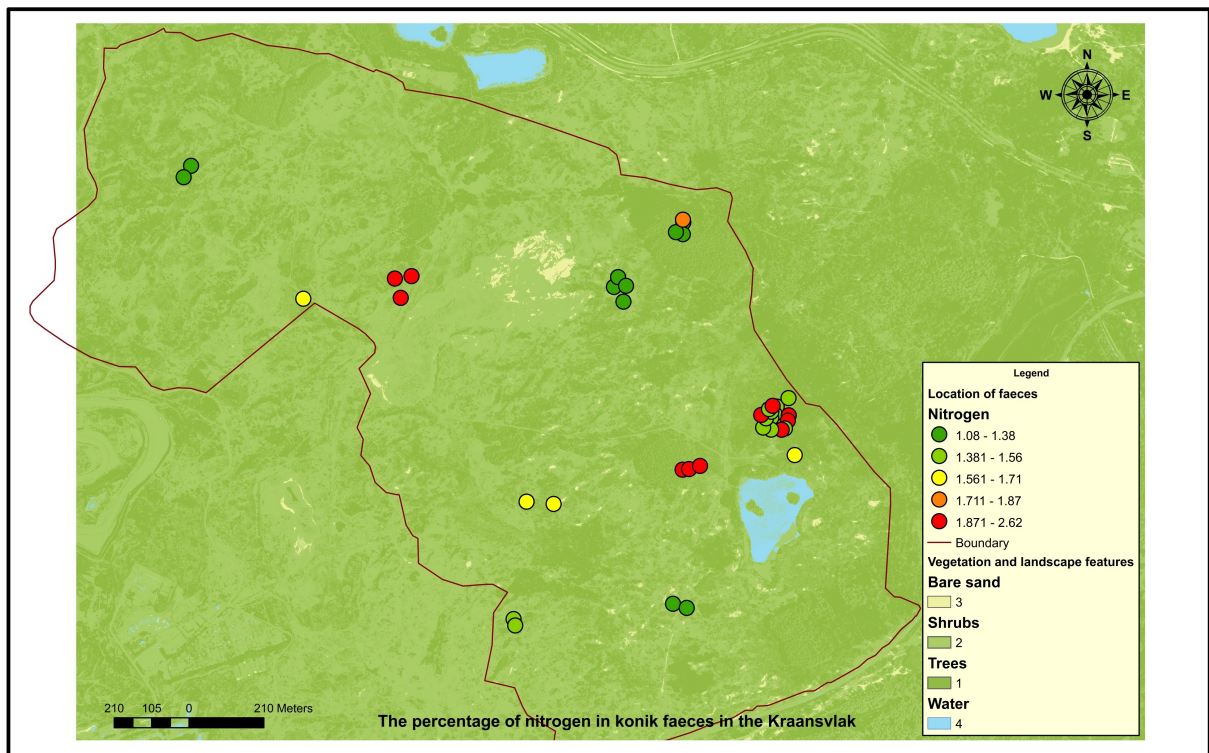 N
W E
S
Legend
Location of faeces
Nitrogen
1.08 - 1.38
1.381 - 1.56
1.561 - 1.71
1.711 - 1.87
1.871 - 2.62
Boundary
Vegetation and landscape features
Bare sand
3
Shrubs
2
Trees
1
Water
4
210 105 0 210 Meters
The percentage of nitrogen in konik faeces in the Kraansvlak